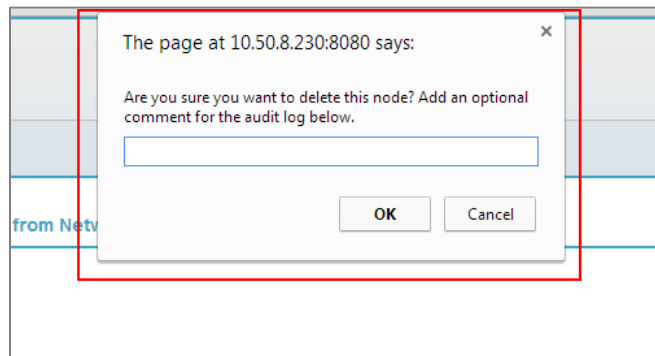 The page at 10.50.8.230:8080 says:
Are you sure you want to delete this node? Add an optional
comment for the audit log below.
OK Cancel
from Netw